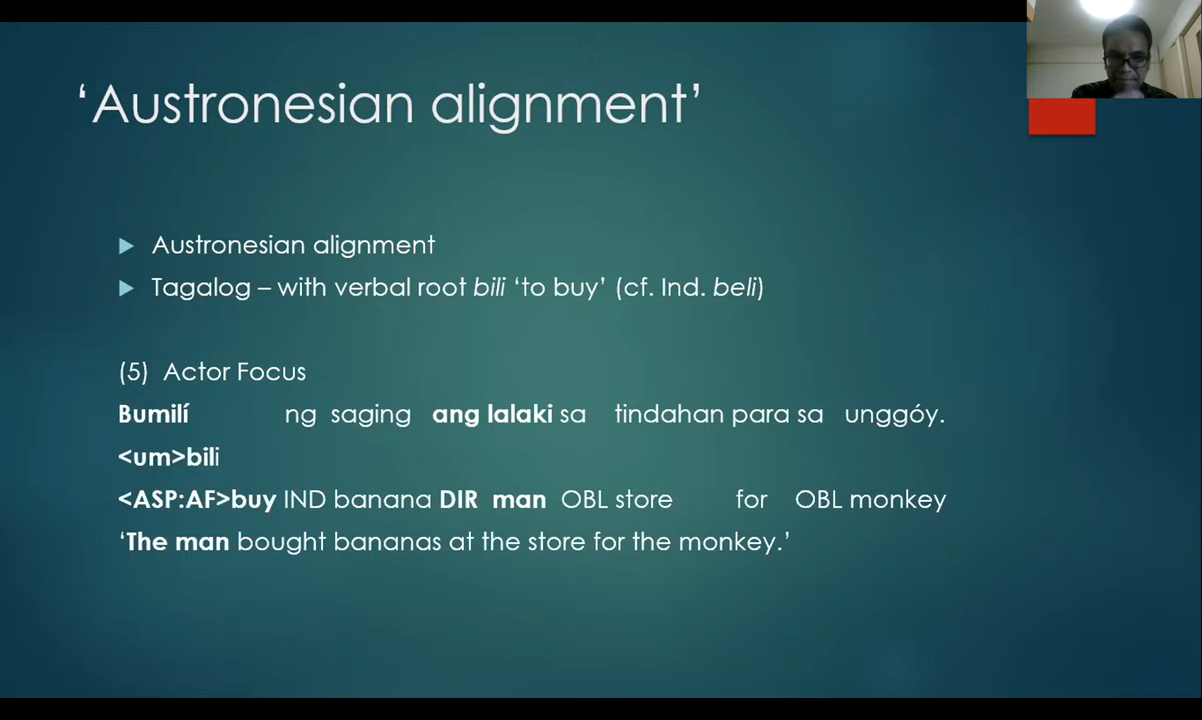 ‘Austronesian alignment’
Austronesian alignment
Tagalog – with verbal root bili ‘to buy’ (cf. Ind. beli)
(5) Actor Focus
Bumilí ng saging ang lalaki sa tindahan para sa unggóy.
<um>bili
<ASP:AF>buy IND banana DIR man OBL store for OBL monkey
‘The man bought bananas at the store for the monkey.’